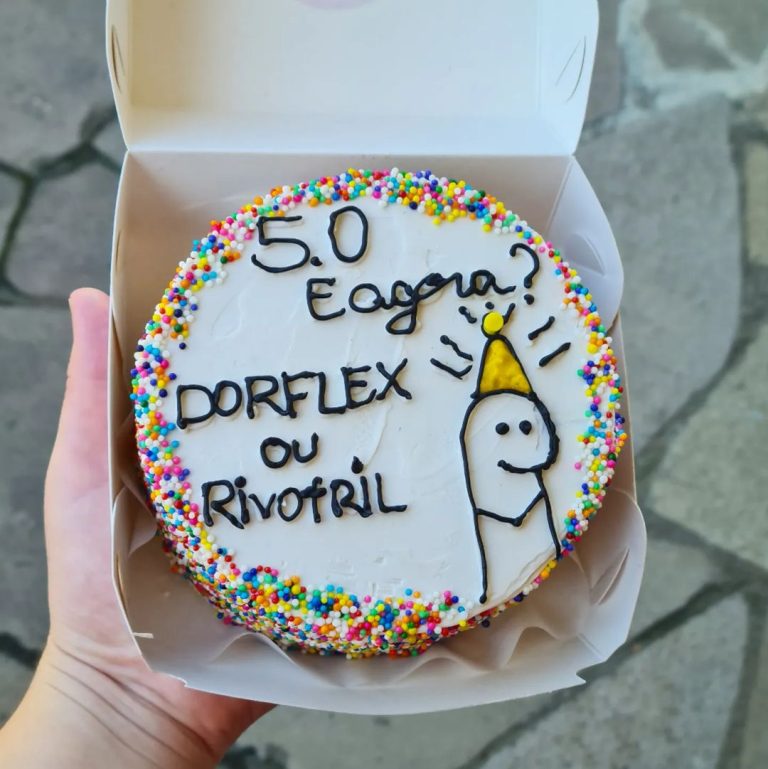 5.0
E agora?
DORFLEX
ou
RivotRiL